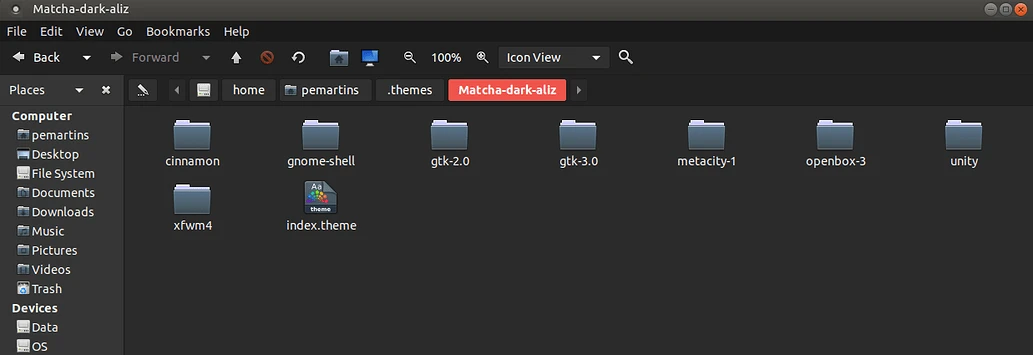 Matcha-dark-aliz
File Edit View Go Bookmarks Help
Back Forward 100% Icon View
Places home pemartins .themes Matcha-dark-aliz
Computer
pemartins
Desktop
File System
Documents
Downloads
Music
Pictures
Videos
Trash
Devices
Data
OS
cinnamon gnome-shell gtk-2.0 gtk-3.0 metacity-1 openbox-3 unity
Aa
theme
xfwm4 index.theme